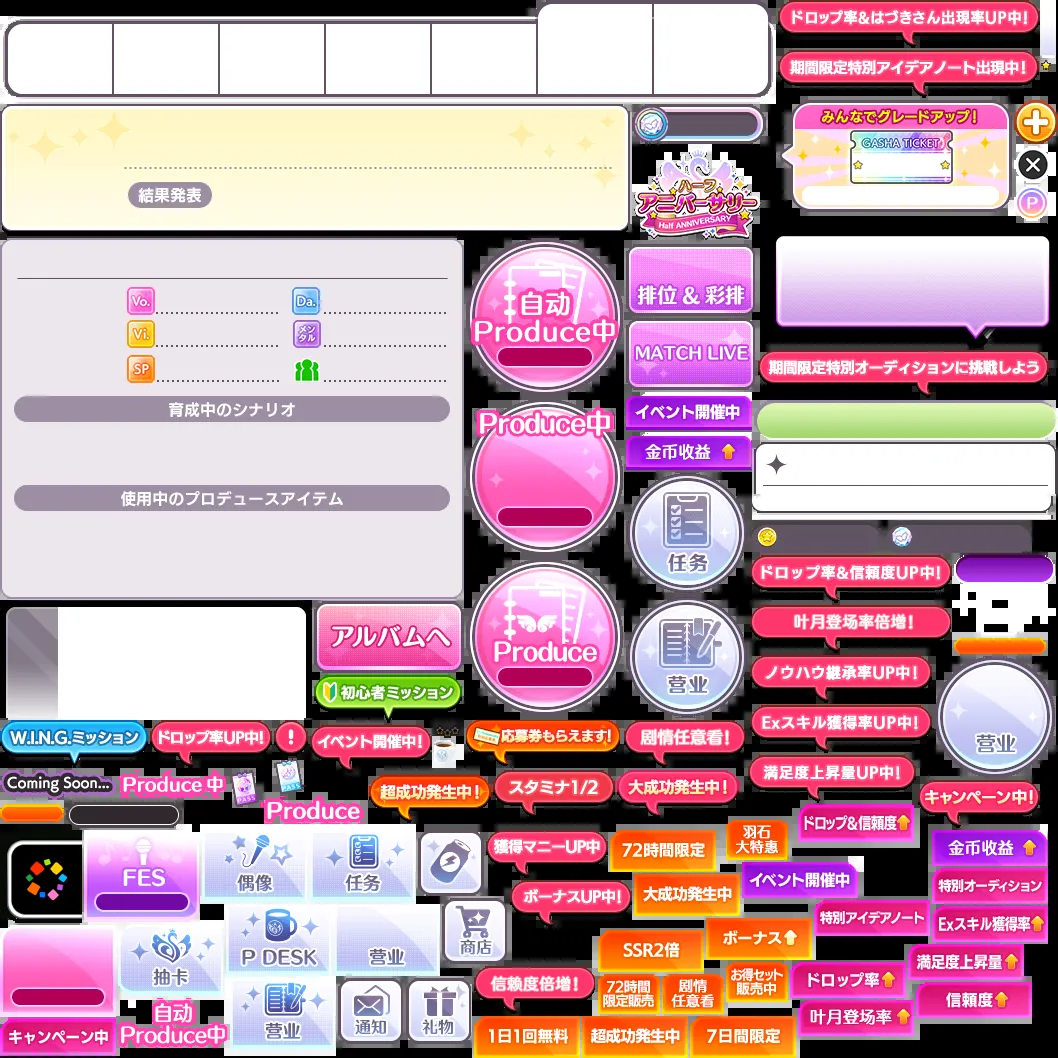 ドロップ率&はづきさん出現率UP中!
期間限定特別アイデアノート出現中!
みんなでグレードアップ!
GASHA TICKET
P
結果発表
ハーフ
アニバーサリー
Half ANNIVERSARY
Vo.
Da.
Vi.
メンタル
SP
育成中のシナリオ
使用中のプロデュースアイテム
自动
Produce中
排位 & 彩排
MATCH LIVE
期間限定特別オーディションに挑戦しよう
Produce中
イベント開催中
金币收益
任务
ドロップ率&信頼度UP中!
叶月登场率倍増!
アルバムへ
Produce
营业
ノウハウ継承率UP中!
初心者ミッション
Exスキル獲得率UP中!
营业
W.I.N.G.ミッション
ドロップ率UP中!
!
イベント開催中!
応募券もらえます!
剧情任意看!
満足度上昇量UP中!
Coming Soon...
Produce 中
PASS
PASS
Produce
超成功発生中!
スタミナ1/2
大成功発生中!
キャンペーン中!
ドロップ&信頼度
FES
偶像
任务
獲得マニーUP中
72時間限定
羽石
大特惠
金币收益
イベント開催中
特別オーディション
ボーナスUP中!
大成功発生中
特別アイデアノート
Exスキル獲得率
抽卡
P DESK
营业
商店
SSR2倍
ボーナス
満足度上昇量
信頼度倍增!
72時間
限定販売
剧情
任意看
お得セット
販売中
ドロップ率
信頼度
キャンペーン中
自动
Produce中
营业
通知
礼物
1日1回無料
超成功発生中
7日間限定
叶月登场率